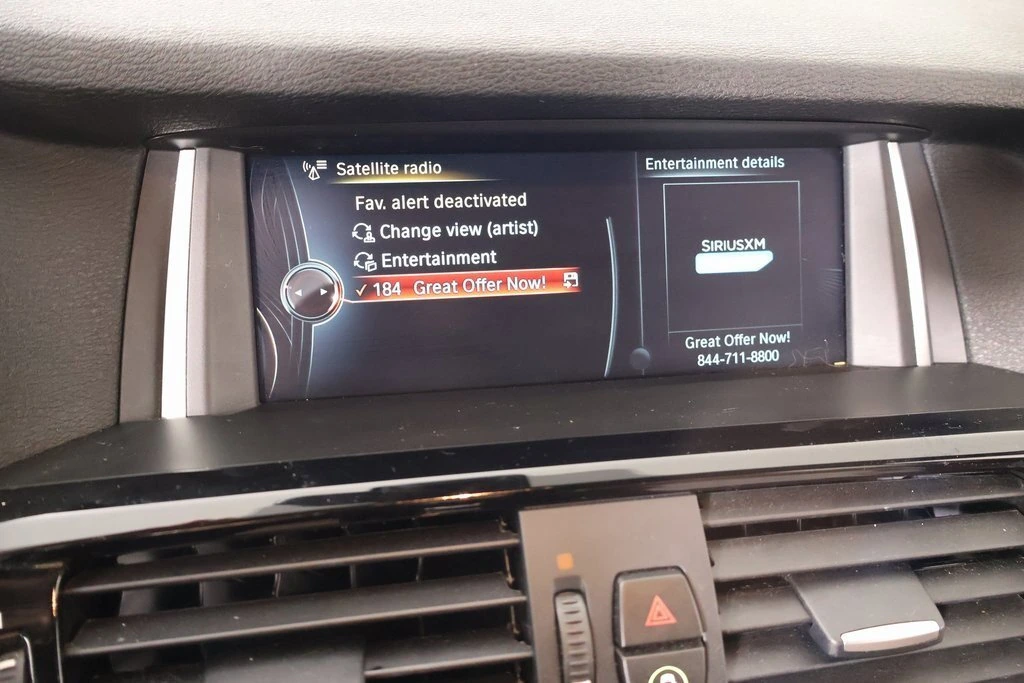 Satellite radio
Fav. alert deactivated
Change view (artist)
Entertainment
184 Great Offer Now!
Entertainment details
SIRIUSXM
Great Offer Now!
844-711-8800